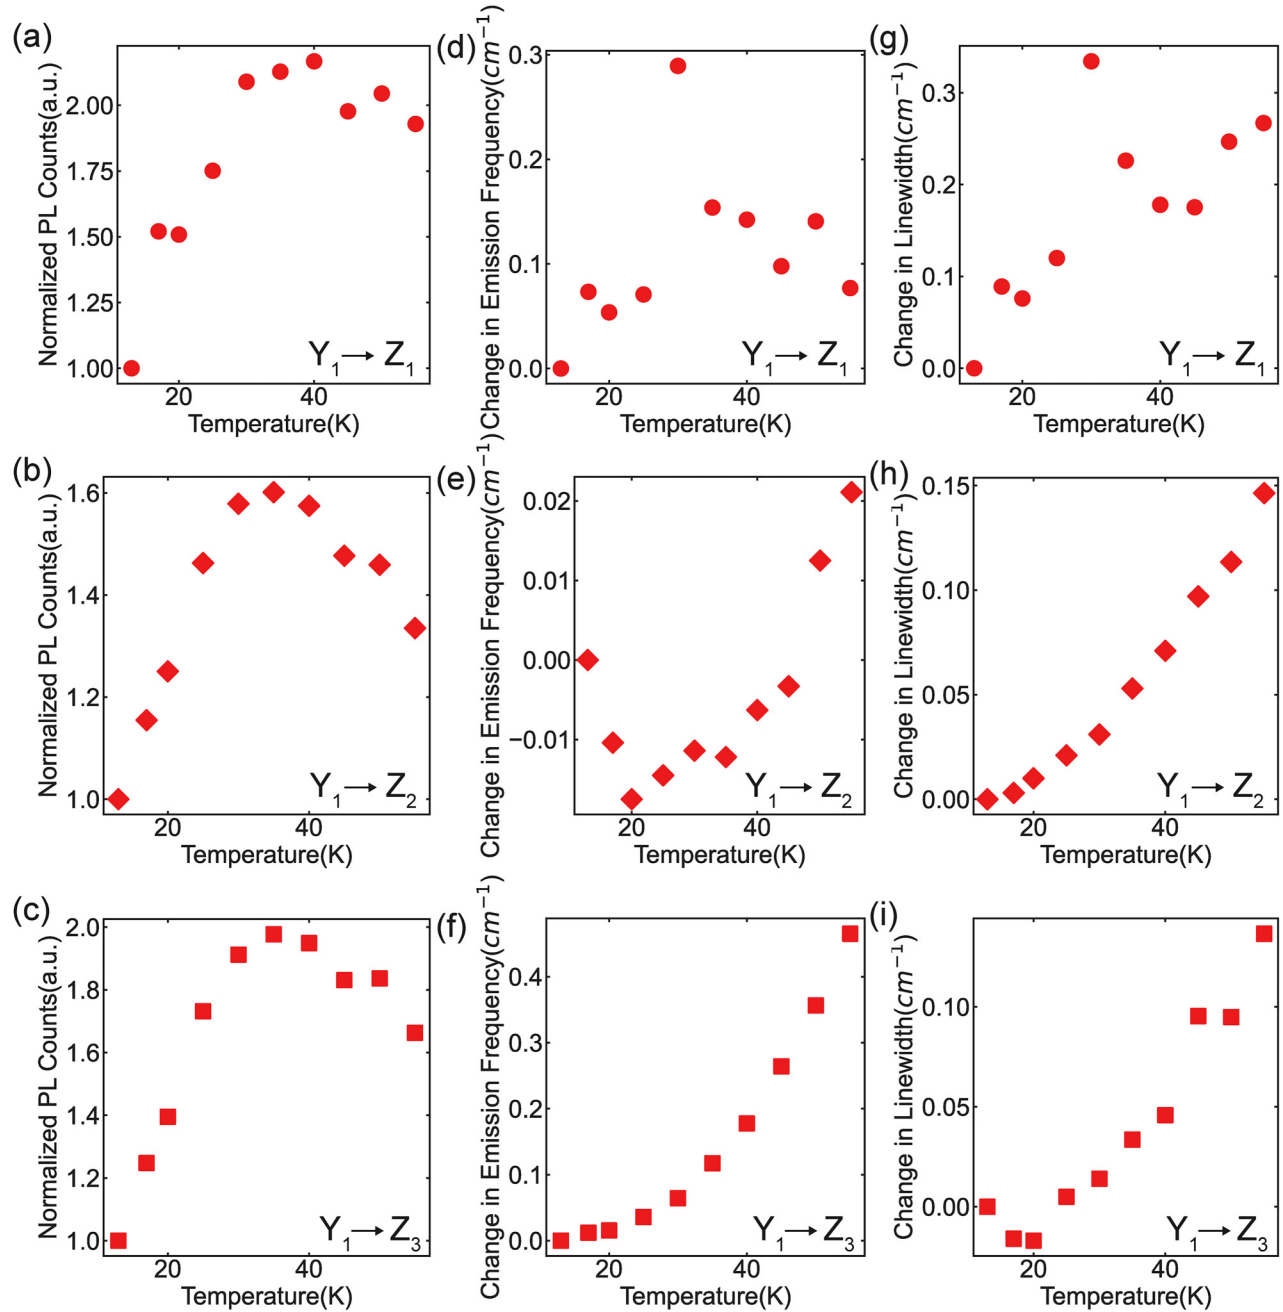 (a)
Normalized PL Counts(a.u.)
2.00
1.75
1.50
1.25
1.00
20
40
Temperature(K)
Y₁→Z₁
(d)
Change in Emission Frequency(cm⁻¹)
0.3
0.2
0.1
0.0
20
40
Temperature(K)
Y₁→Z₁
(g)
Change in Linewidth(cm⁻¹)
0.3
0.2
0.1
0.0
20
40
Temperature(K)
Y₁→Z₁
(b)
Normalized PL Counts(a.u.)
1.6
1.4
1.2
1.0
20
40
Temperature(K)
Y₁→Z₂
(e)
Change in Emission Frequency(cm⁻¹)
0.02
0.01
0.00
−0.01
20
40
Temperature(K)
Y₁→Z₂
(h)
Change in Linewidth(cm⁻¹)
0.15
0.10
0.05
0.00
20
40
Temperature(K)
Y₁→Z₂
(c)
Normalized PL Counts(a.u.)
2.0
1.8
1.6
1.4
1.2
1.0
20
40
Temperature(K)
Y₁→Z₃
(f)
Change in Emission Frequency(cm⁻¹)
0.4
0.3
0.2
0.1
0.0
20
40
Temperature(K)
Y₁→Z₃
(i)
Change in Linewidth(cm⁻¹)
0.10
0.05
0.00
20
40
Temperature(K)
Y₁→Z₃